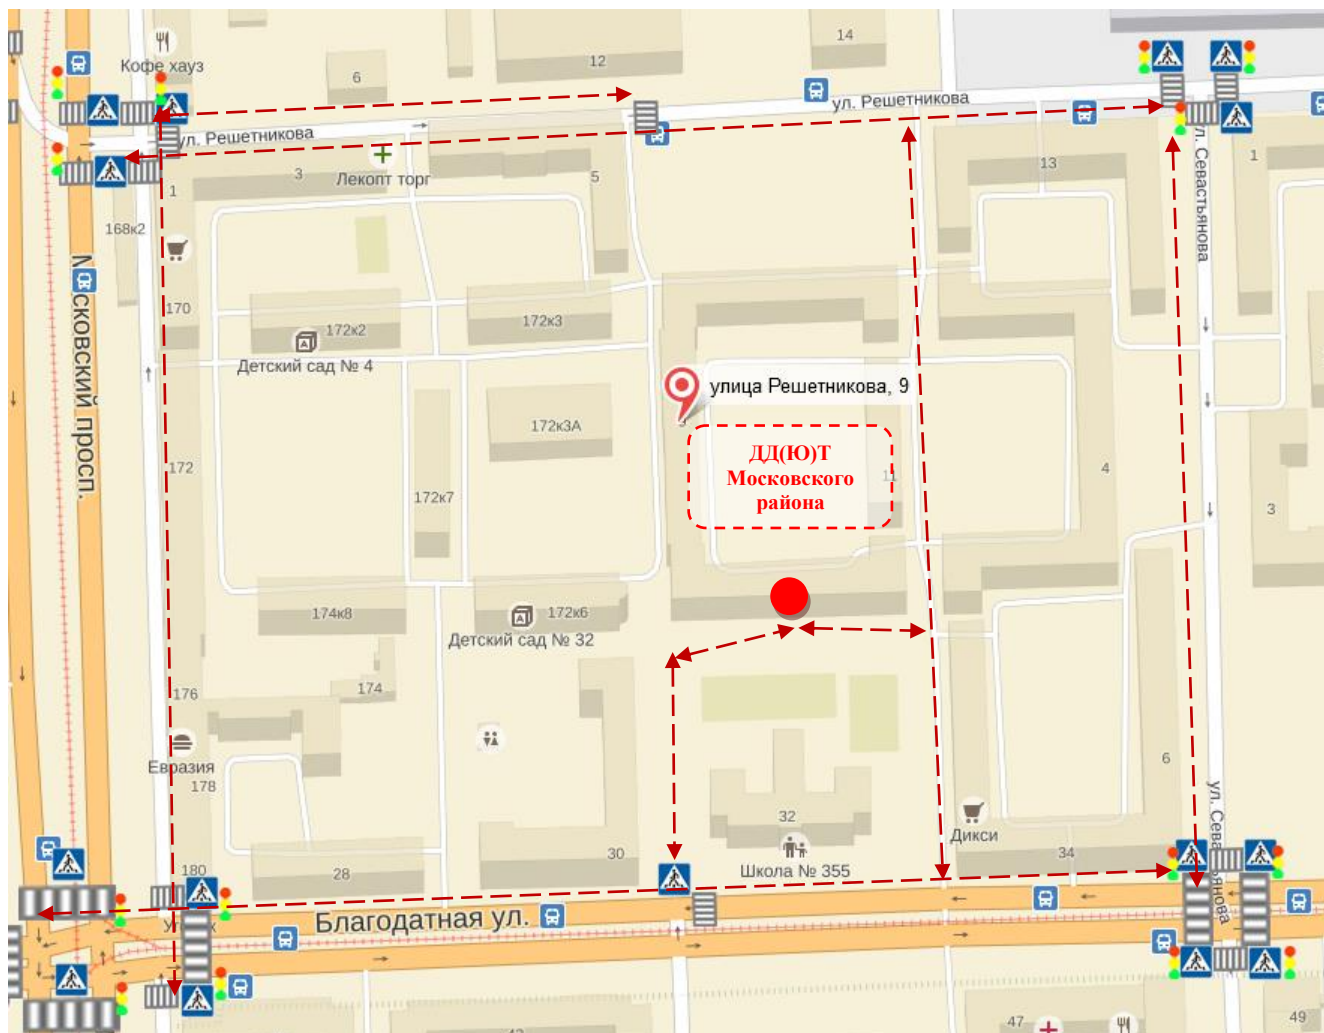 14
12
Кофе хауз
6
ул. Решетникова
ул. Решетникова
3
Лекопт торг
5
13
1
1
ул. Севастьянова
168к2
Московский просп.
170
172к2
172к3
Детский сад № 4
улица Решетникова, 9
9
172к3А
ДД(Ю)Т
Московского
района
11
4
172
172к7
3
174к8
172к6
Детский сад № 32
174
176
Евразия
178
6
ул. Севастьянова
32
Дикси
30
34
28
180
Школа № 355
Благодатная ул.
47
49